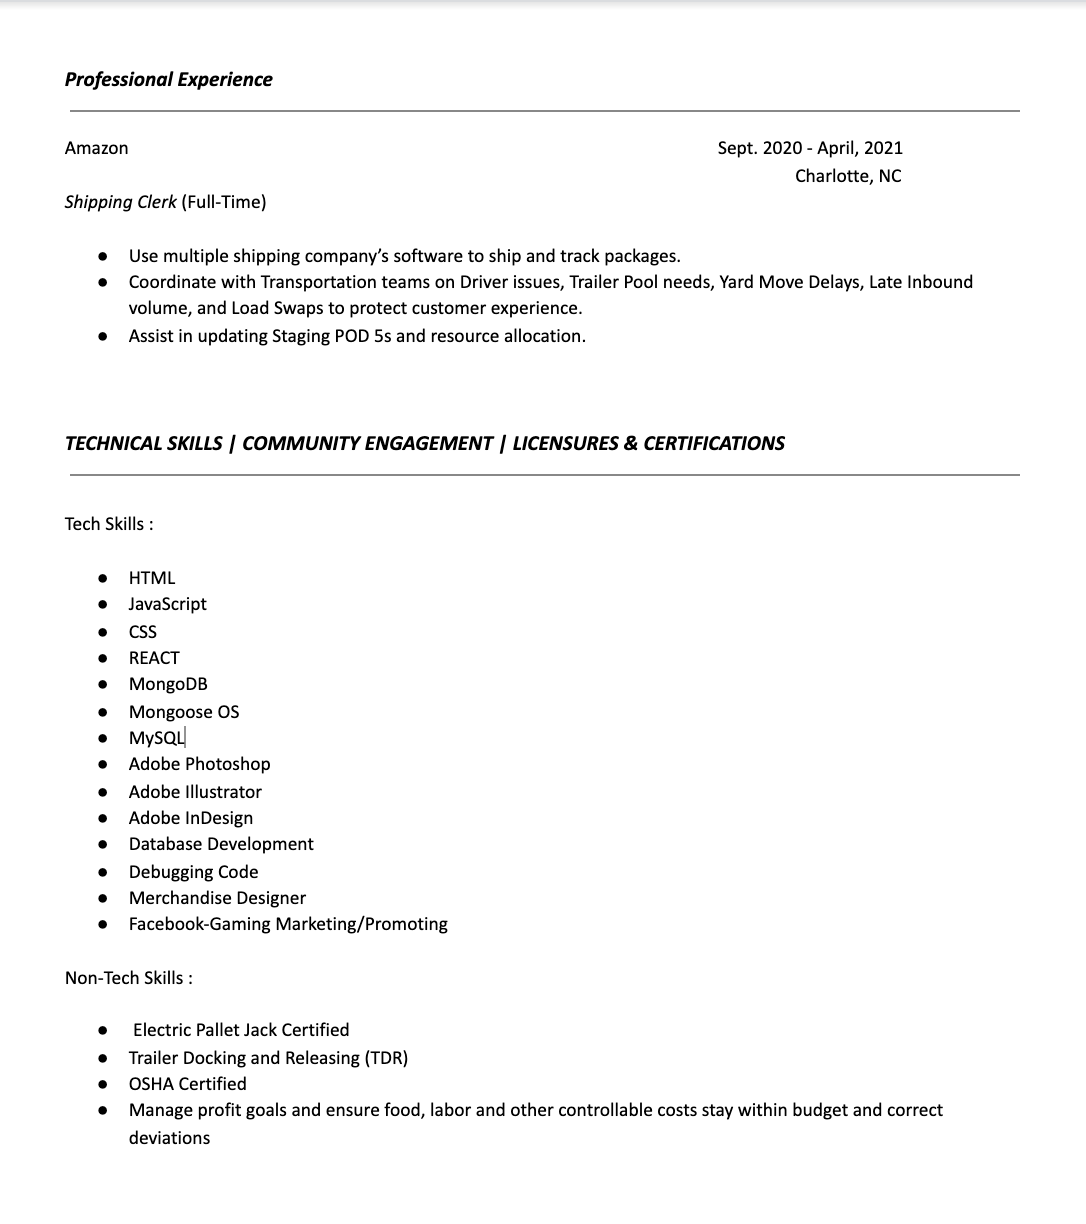 Professional Experience
Amazon Sept. 2020 - April, 2021
Charlotte, NC
Shipping Clerk (Full-Time)
● Use multiple shipping company’s software to ship and track packages.
● Coordinate with Transportation teams on Driver issues, Trailer Pool needs, Yard Move Delays, Late Inbound
volume, and Load Swaps to protect customer experience.
● Assist in updating Staging POD 5s and resource allocation.
TECHNICAL SKILLS | COMMUNITY ENGAGEMENT | LICENSURES & CERTIFICATIONS
Tech Skills :
● HTML
● JavaScript
● CSS
● REACT
● MongoDB
● Mongoose OS
● MySQL
● Adobe Photoshop
● Adobe Illustrator
● Adobe InDesign
● Database Development
● Debugging Code
● Merchandise Designer
● Facebook-Gaming Marketing/Promoting
Non-Tech Skills :
● Electric Pallet Jack Certified
● Trailer Docking and Releasing (TDR)
● OSHA Certified
● Manage profit goals and ensure food, labor and other controllable costs stay within budget and correct
deviations